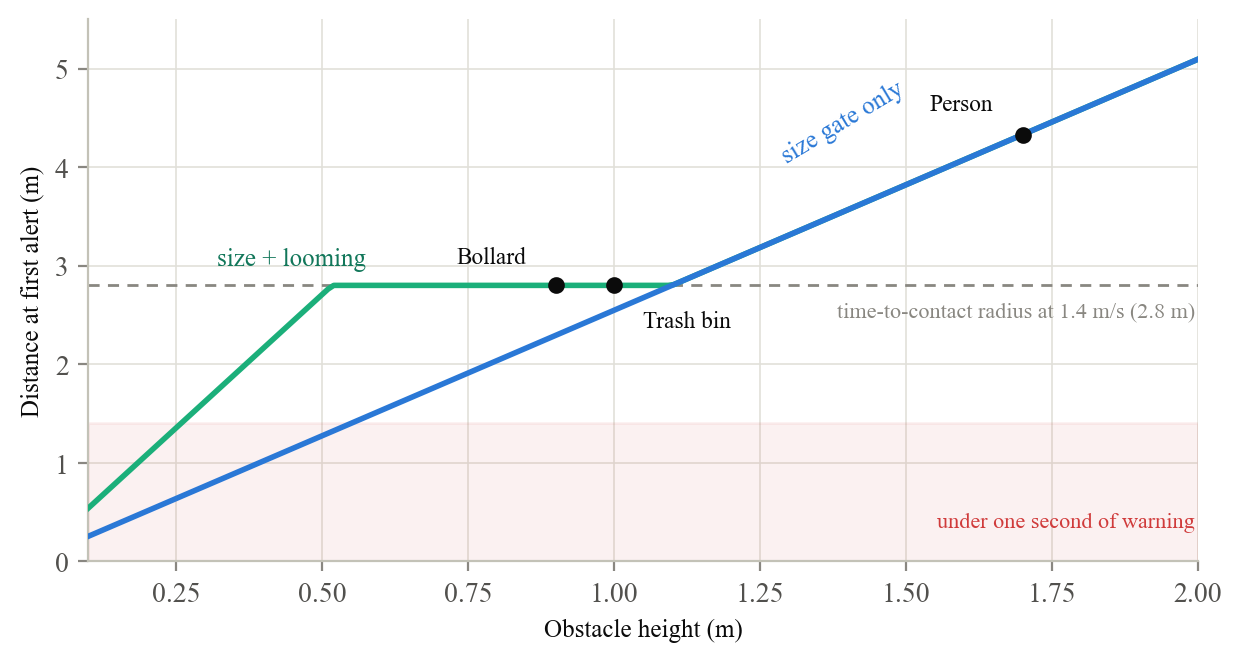 5
4
3
2
1
0
Distance at first alert (m)
size gate only
Person
size + looming
Bollard
Trash bin
time-to-contact radius at 1.4 m/s (2.8 m)
under one second of warning
0.25 0.50 0.75 1.00 1.25 1.50 1.75 2.00
Obstacle height (m)